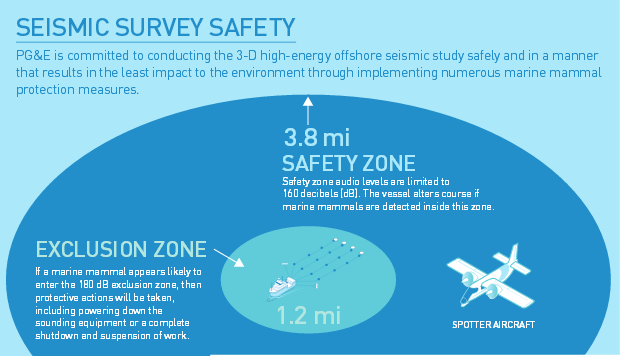 SEISMIC SURVEY SAFETY
PG&E is committed to conducting the 3-D high-energy offshore seismic study safely and in a manner
that results in the least impact to the environment through implementing numerous marine mammal
protection measures.
3.8 mi
SAFETY ZONE
Safety zone audio levels are limited to
160 decibels (dB). The vessel alters course if
marine mammals are detected inside this zone.
EXCLUSION ZONE
If a marine mammal appears likely to
enter the 180 dB exclusion zone, then
protective actions will be taken,
including powering down the
sounding equipment or a complete
shutdown and suspension of work.
1.2 mi
SPOTTER AIRCRAFT